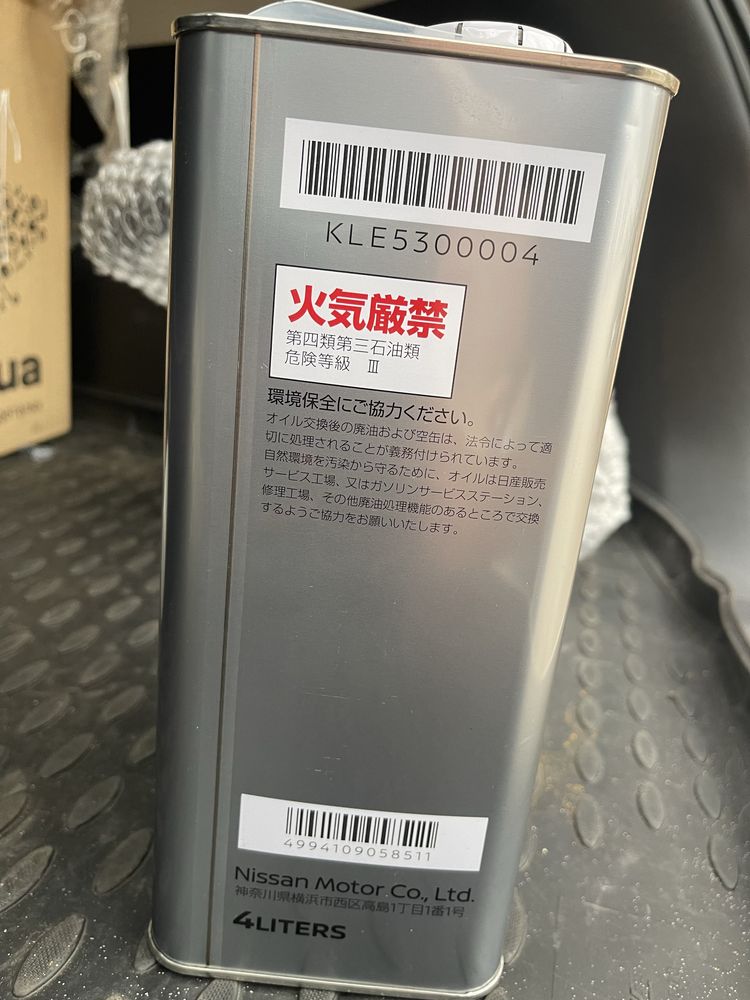 KLE5300004
火気厳禁
第四類第三石油類
危険等級 Ⅲ
環境保全にご協力ください。
オイル交換後の廃油および空缶は、法令によって適
切に処理されることが義務付けられています。
自然環境を汚染から守るために、オイルは日産販売
サービス工場、又はガソリンサービスステーション、
修理工場、その他廃油処理機能のあるところで交換
するようご協力をお願いいたします。
ua
4994109058511
Nissan Motor Co., Ltd.
神奈川県横浜市西区高島1丁目1番1号
4LITERS